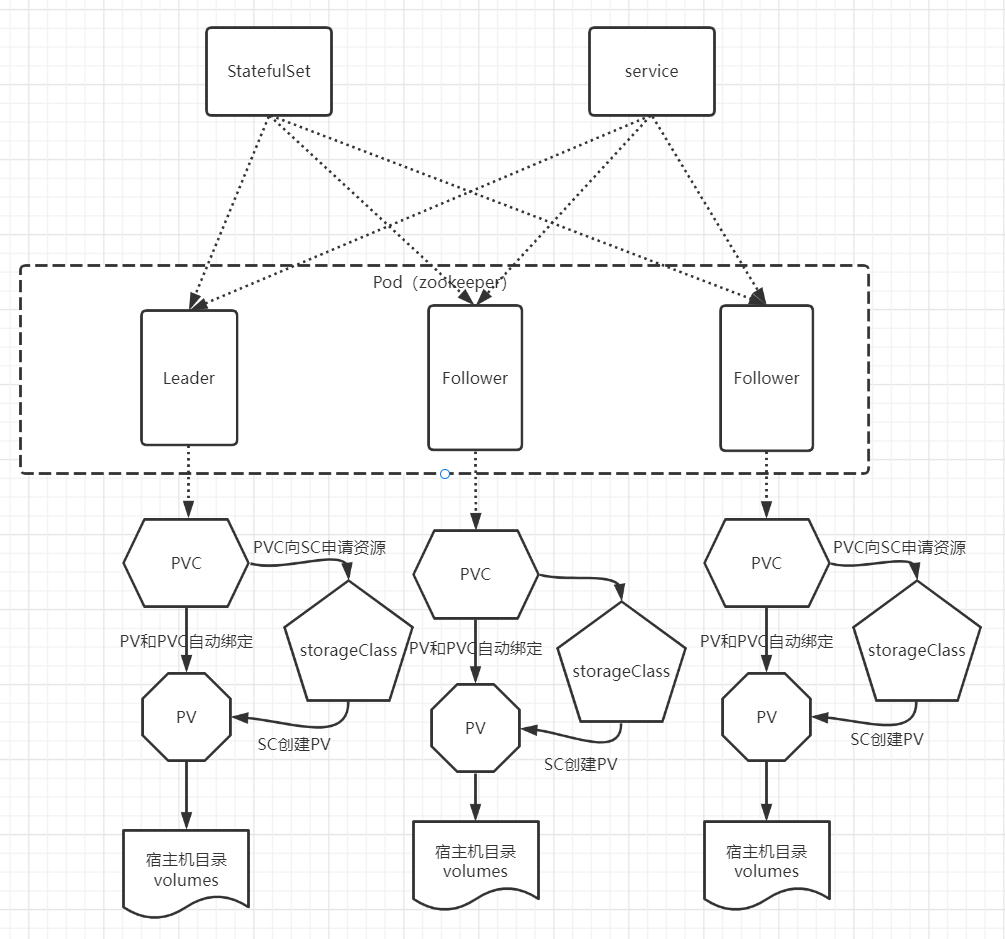 StatefulSet
service
Pod（zookeeper）
Leader
Follower
Follower
PVC
PVC向SC申请资源
PVC
PVC
PVC向SC申请资源
PV和PVC自动绑定
storageClass
PV和PVC自动绑定
storageClass
PV和PVC自动绑定
storageClass
PV
SC创建PV
PV
SC创建PV
PV
SC创建PV
宿主机目录
volumes
宿主机目录
volumes
宿主机目录
volumes